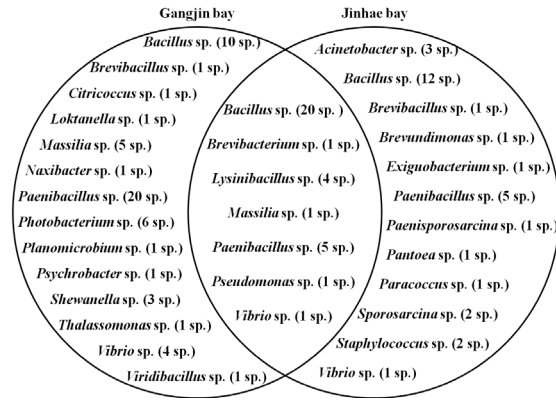 Gangjin bay
Jinhae bay
Bacillus sp. (10 sp.)
Brevibacillus sp. (1 sp.)
Citricoccus sp. (1 sp.)
Loktanella sp. (1 sp.)
Massilia sp. (5 sp.)
Naxibacter sp. (1 sp.)
Paenibacillus sp. (20 sp.)
Photobacterium sp. (6 sp.)
Planomicrobium sp. (1 sp.)
Psychrobacter sp. (1 sp.)
Shewanella sp. (3 sp.)
Thalassomonas sp. (1 sp.)
Vibrio sp. (4 sp.)
Viridibacillus sp. (1 sp.)
Bacillus sp. (20 sp.)
Brevibacterium sp. (1 sp.)
Lysinibacillus sp. (4 sp.)
Massilia sp. (1 sp.)
Paenibacillus sp. (5 sp.)
Pseudomonas sp. (1 sp.)
Vibrio sp. (1 sp.)
Acinetobacter sp. (3 sp.)
Bacillus sp. (12 sp.)
Brevibacillus sp. (1 sp.)
Brevundimonas sp. (1 sp.)
Exiguobacterium sp. (1 sp.)
Paenibacillus sp. (5 sp.)
Paenisporosarcina sp. (1 sp.)
Pantoea sp. (1 sp.)
Paracoccus sp. (1 sp.)
Sporosarcina sp. (2 sp.)
Staphylococcus sp. (2 sp.)
Vibrio sp. (1 sp.)